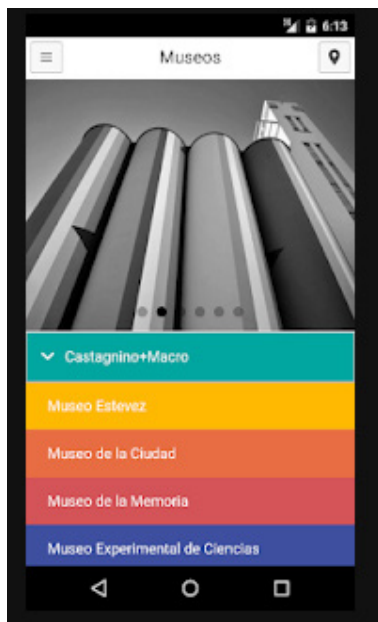 6:13
Museos
Castagnino+Macro
Museo Estevez
Museo de la Ciudad
Museo de la Memoria
Museo Experimental de Ciencias